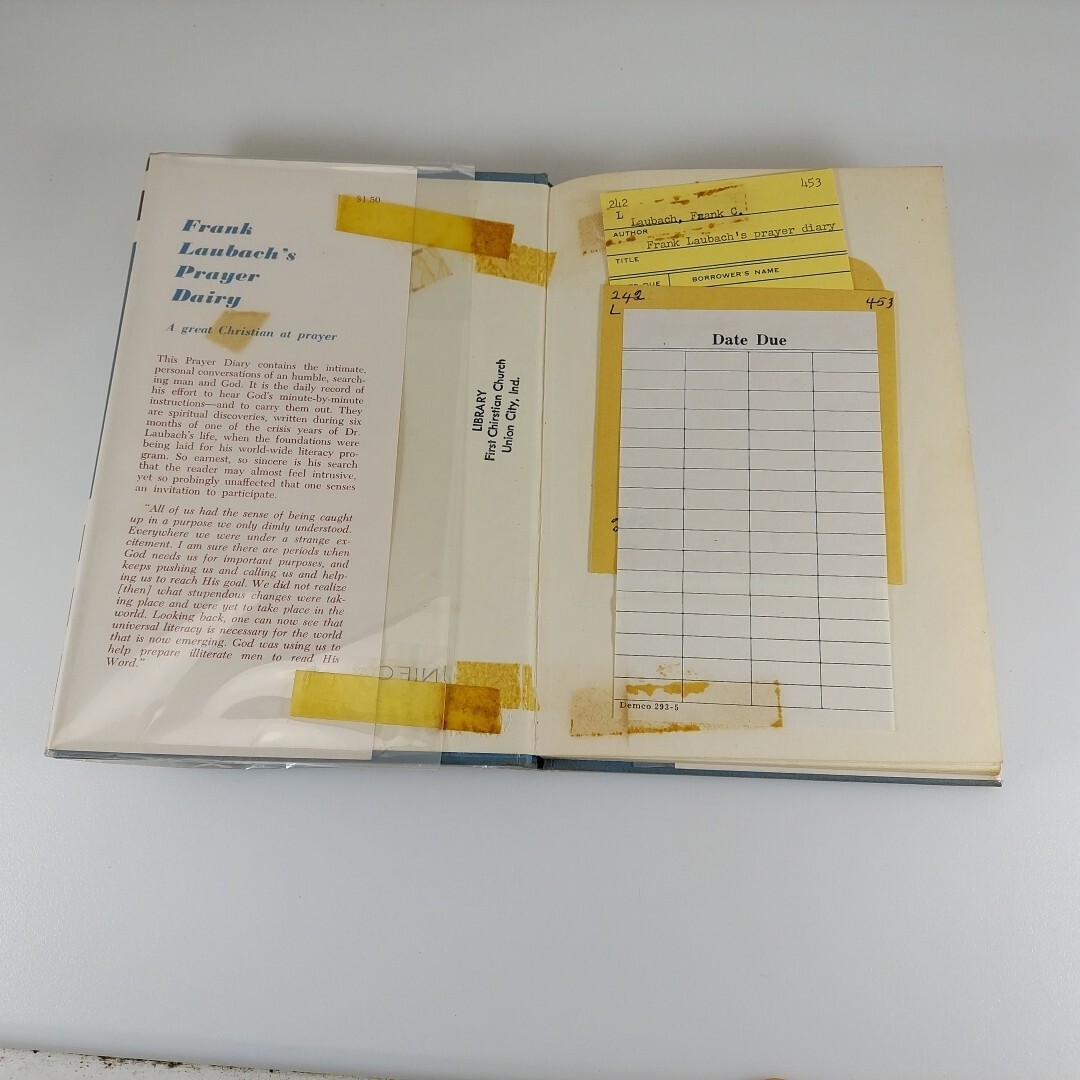 $1.50
Frank
Laubach's
Prayer
Dairy
A great Christian at prayer
This Prayer Diary contains the intimate,
personal conversations of an humble, search-
ing man and God. It is the daily record of
his effort to hear God's minute-by-minute
instructions—and to carry them out. They
are spiritual discoveries, written during six
months of one of the crisis years of Dr.
Laubach's life, when the foundations were
being laid for his world-wide literacy pro-
gram. So earnest, so sincere is his search
that the reader may almost feel intrusive,
yet so probingly unaffected that one senses
an invitation to participate.
"All of us had the sense of being caught
up in a purpose we only dimly understood.
Everywhere we were under a strange ex-
citement. I am sure there are periods when
God needs us for important purposes, and
keeps pushing us and calling us and help-
ing us to reach His goal. We did not realize
[then] what stupendous changes were tak-
ing place and were yet to take place in the
world. Looking back, one can now see that
universal literacy is necessary for the world
that is now emerging. God was using us to
help prepare illiterate men to read His
Word."
LIBRARY
First Chirstian Church
Union City, Ind.
242 453
L Laubach, Frank C.
AUTHOR
Frank Laubach's prayer diary
TITLE
DUE BORROWER'S NAME
242 453
L
Date Due
Demco 293-5